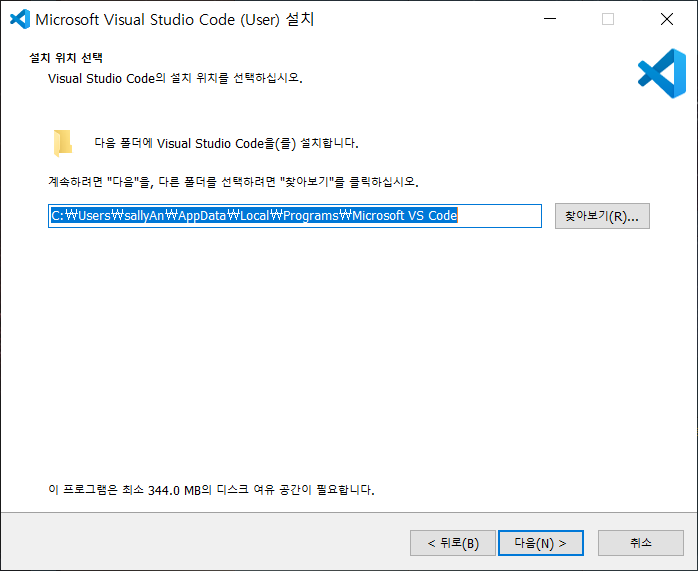 Microsoft Visual Studio Code (User) 설치
설치 위치 선택
Visual Studio Code의 설치 위치를 선택하십시오.
다음 폴더에 Visual Studio Code을(를) 설치합니다.
계속하려면 "다음"을, 다른 폴더를 선택하려면 "찾아보기"를 클릭하십시오.
C:₩Users₩sallyAn₩AppData₩Local₩Programs₩Microsoft VS Code
찾아보기(R)...
이 프로그램은 최소 344.0 MB의 디스크 여유 공간이 필요합니다.
< 뒤로(B)
다음(N) >
취소